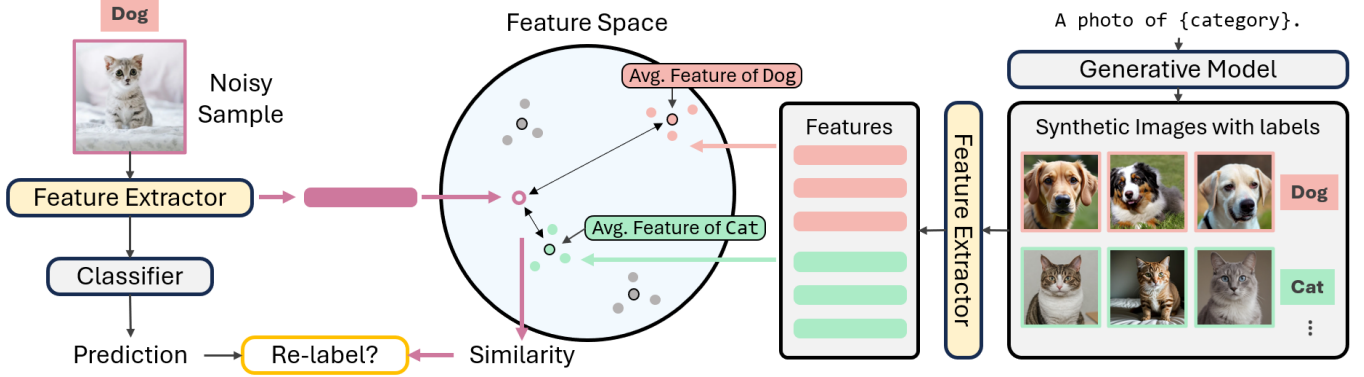 Dog
Noisy
Sample
Feature Extractor
Classifier
Prediction
Re-label?
Similarity
Feature Space
Avg. Feature of Dog
Avg. Feature of Cat
Features
Feature Extractor
A photo of {category}.
Generative Model
Synthetic Images with labels
Dog
Cat
⋮